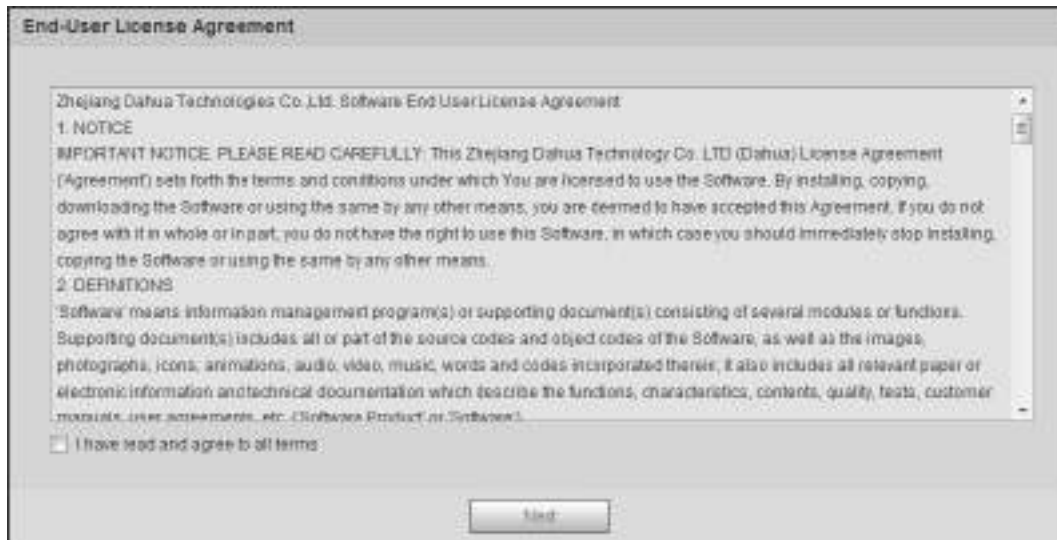 End-User License Agreement
Zhejiang Dahua Technologies Co.,Ltd. Software End User License Agreement
1. NOTICE
IMPORTANT NOTICE, PLEASE READ CAREFULLY: This Zhejiang Dahua Technology Co. LTD (Dahua) License Agreement
('Agreement') sets forth the terms and conditions under which You are licensed to use the Software. By installing, copying,
downloading the Software or using the same by any other means, you are deemed to have accepted this Agreement. If you do not
agree with it in whole or in part, you do not have the right to use this Software, in which case you should immediately stop installing,
copying the Software or using the same by any other means.
2. DEFINITIONS
'Software' means information management program(s) or supporting document(s) consisting of several modules or functions.
Supporting document(s) includes all or part of the source codes and object codes of the Software, as well as the images,
photographs, icons, animations, audio, video, music, words and codes incorporated therein; it also includes all relevant paper or
electronic information and technical documentation which describe the functions, characteristics, contents, quality, tests, customer
manuals, user agreements, etc. ('Software Product' or 'Software').
I have read and agree to all terms
Next